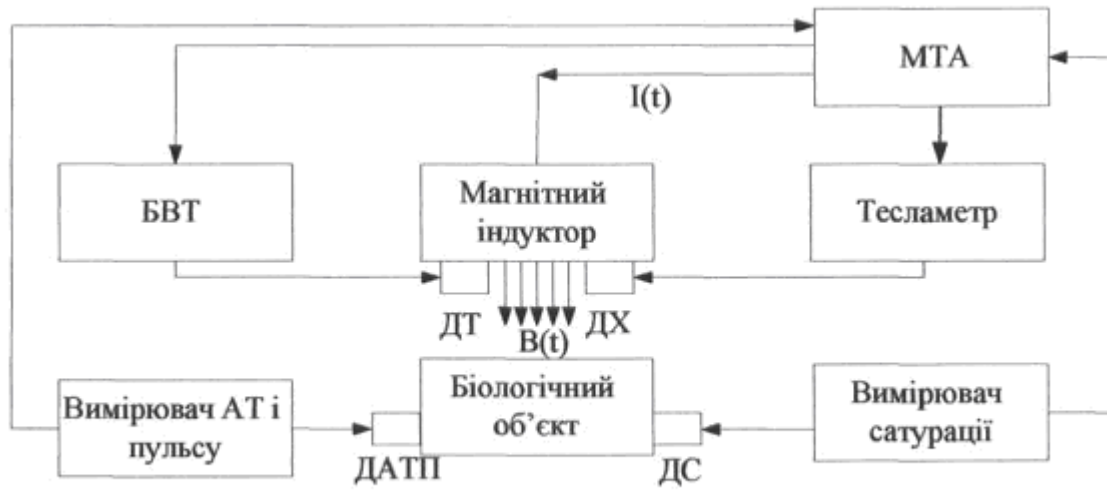 МТА
I(t)
БВТ
Магнітний
індуктор
Тесламетр
ДТ
ДХ
B(t)
Вимірювач АТ і
пульсу
Біологічний
об’єкт
Вимірювач
сатурації
ДАТП
ДС